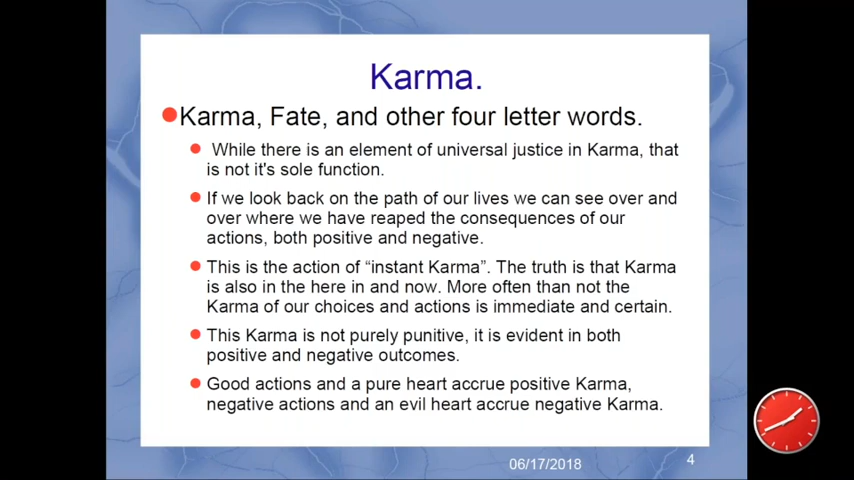 Karma.
Karma, Fate, and other four letter words.
While there is an element of universal justice in Karma, that
is not it's sole function.
If we look back on the path of our lives we can see over and
over where we have reaped the consequences of our
actions, both positive and negative.
This is the action of “instant Karma”. The truth is that Karma
is also in the here in and now. More often than not the
Karma of our choices and actions is immediate and certain.
This Karma is not purely punitive, it is evident in both
positive and negative outcomes.
Good actions and a pure heart accrue positive Karma,
negative actions and an evil heart accrue negative Karma.
06/17/2018
4